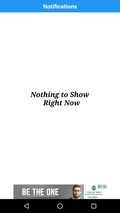 Notifications
Nothing to Show
Right Now
BE THE ONE